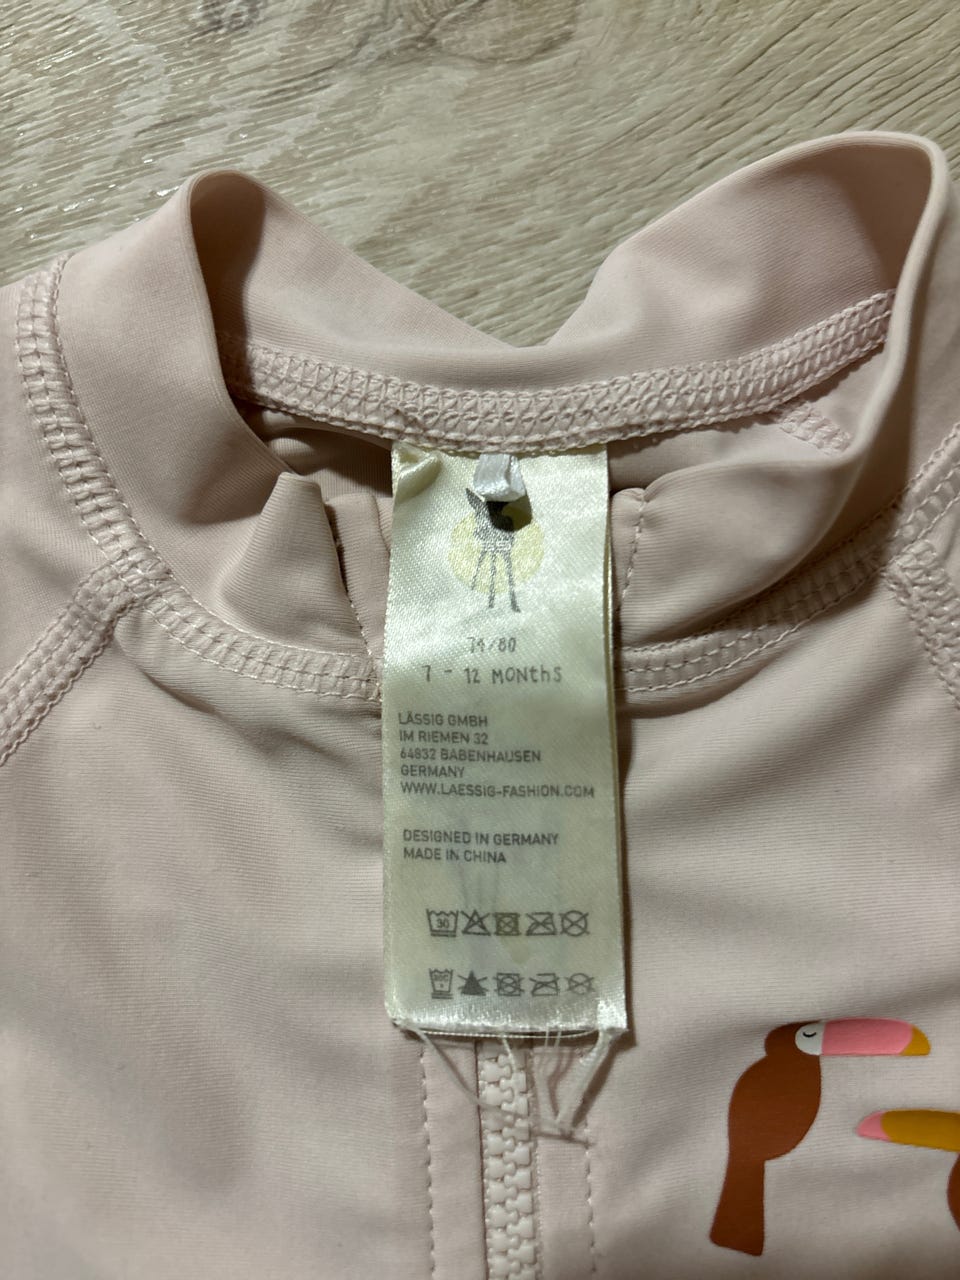 74/80
7 - 12 MONthS
LÄSSIG GMBH
IM RIEMEN 32
64832 BABENHAUSEN
GERMANY
WWW.LAESSIG-FASHION.COM
DESIGNED IN GERMANY
MADE IN CHINA
30